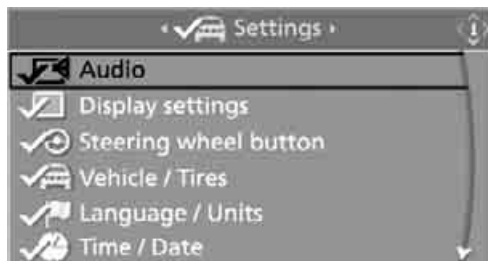 Settings
Audio
Display settings
Steering wheel button
Vehicle / Tires
Language / Units
Time / Date